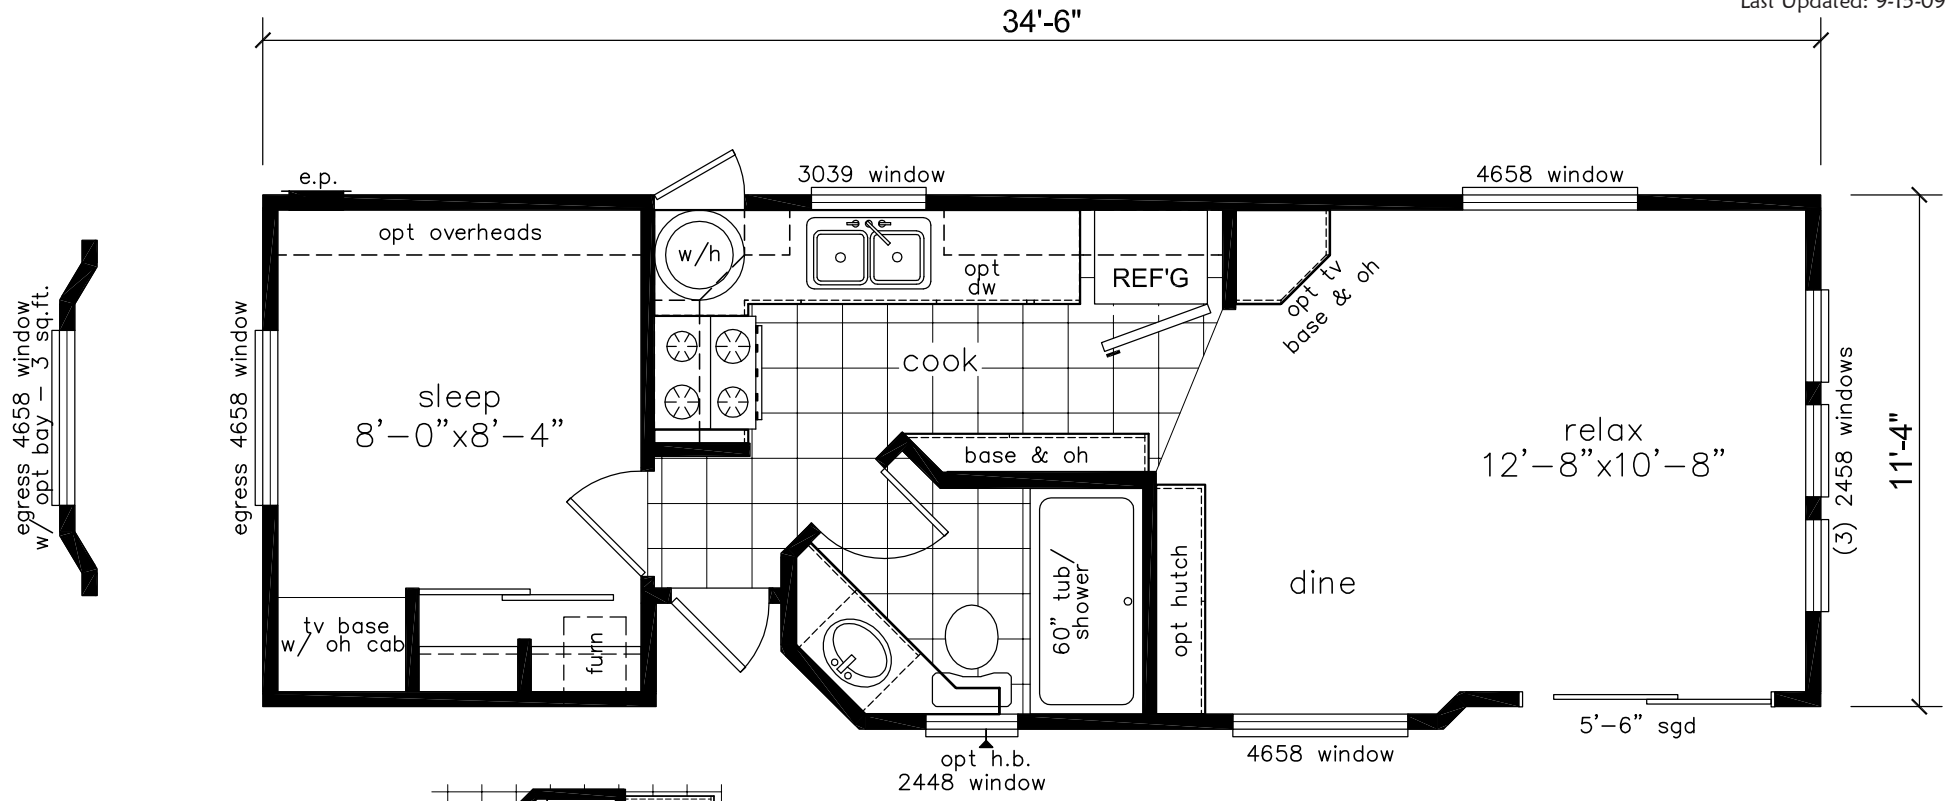 Last Updated: 9-15-09
34'-6"
e.p.
3039 window
4658 window
opt overheads
w/h
opt
dw
REF'G
opt tv
base & oh
egress 4658 window
w/opt bay – 3 sq.ft.
egress 4658 window
cook
sleep
8'-0"x8'-4"
relax
12'-8"x10'-8"
(3) 2458 windows
11'-4"
base & oh
60" tub/
shower
opt hutch
dine
tv base
w/ oh cab
furn
5'-6" sgd
4658 window
opt h.b.
2448 window